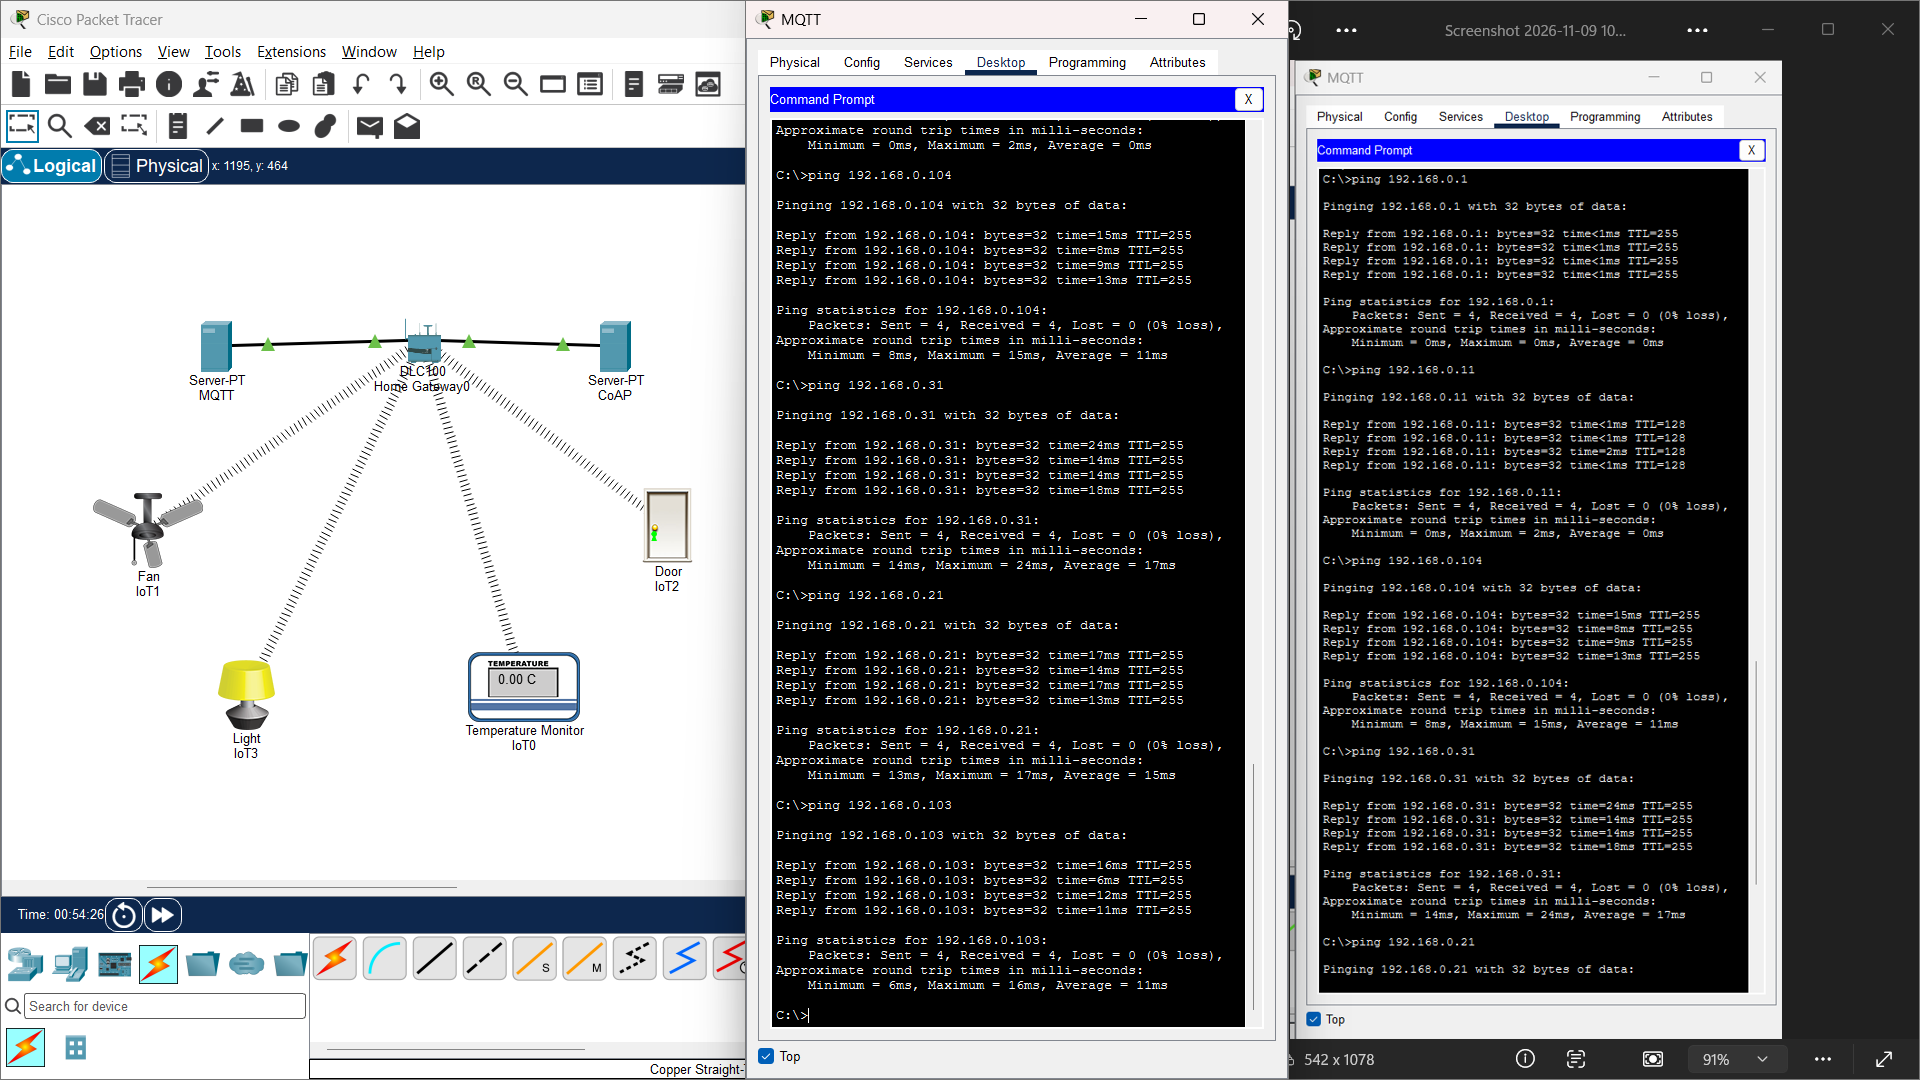 Cisco Packet Tracer
File Edit Options View Tools Extensions Window Help
Logical
Physical
x: 1195, y: 464
Server-PT
MQTT
DLC100
Home Gateway0
Server-PT
CoAP
Fan
IoT1
Door
IoT2
Light
IoT3
TEMPERATURE
0.00 C
Temperature Monitor
IoT0
Time: 00:54:26
S
M
Search for device
Copper Straight-
MQTT
Physical Config Services Desktop Programming Attributes
Command Prompt
X
Approximate round trip times in milli-seconds:
Minimum = 0ms, Maximum = 2ms, Average = 0ms
C:\>ping 192.168.0.104
Pinging 192.168.0.104 with 32 bytes of data:
Reply from 192.168.0.104: bytes=32 time=15ms TTL=255
Reply from 192.168.0.104: bytes=32 time=8ms TTL=255
Reply from 192.168.0.104: bytes=32 time=9ms TTL=255
Reply from 192.168.0.104: bytes=32 time=13ms TTL=255
Ping statistics for 192.168.0.104:
Packets: Sent = 4, Received = 4, Lost = 0 (0% loss),
Approximate round trip times in milli-seconds:
Minimum = 8ms, Maximum = 15ms, Average = 11ms
C:\>ping 192.168.0.31
Pinging 192.168.0.31 with 32 bytes of data:
Reply from 192.168.0.31: bytes=32 time=24ms TTL=255
Reply from 192.168.0.31: bytes=32 time=14ms TTL=255
Reply from 192.168.0.31: bytes=32 time=14ms TTL=255
Reply from 192.168.0.31: bytes=32 time=18ms TTL=255
Ping statistics for 192.168.0.31:
Packets: Sent = 4, Received = 4, Lost = 0 (0% loss),
Approximate round trip times in milli-seconds:
Minimum = 14ms, Maximum = 24ms, Average = 17ms
C:\>ping 192.168.0.21
Pinging 192.168.0.21 with 32 bytes of data:
Reply from 192.168.0.21: bytes=32 time=17ms TTL=255
Reply from 192.168.0.21: bytes=32 time=14ms TTL=255
Reply from 192.168.0.21: bytes=32 time=17ms TTL=255
Reply from 192.168.0.21: bytes=32 time=13ms TTL=255
Ping statistics for 192.168.0.21:
Packets: Sent = 4, Received = 4, Lost = 0 (0% loss),
Approximate round trip times in milli-seconds:
Minimum = 13ms, Maximum = 17ms, Average = 15ms
C:\>ping 192.168.0.103
Pinging 192.168.0.103 with 32 bytes of data:
Reply from 192.168.0.103: bytes=32 time=16ms TTL=255
Reply from 192.168.0.103: bytes=32 time=6ms TTL=255
Reply from 192.168.0.103: bytes=32 time=12ms TTL=255
Reply from 192.168.0.103: bytes=32 time=11ms TTL=255
Ping statistics for 192.168.0.103:
Packets: Sent = 4, Received = 4, Lost = 0 (0% loss),
Approximate round trip times in milli-seconds:
Minimum = 6ms, Maximum = 16ms, Average = 11ms
C:\>
Top
Screenshot 2026-11-09 10...
MQTT
Physical Config Services Desktop Programming Attributes
Command Prompt
X
C:\>ping 192.168.0.1
Pinging 192.168.0.1 with 32 bytes of data:
Reply from 192.168.0.1: bytes=32 time<1ms TTL=255
Reply from 192.168.0.1: bytes=32 time<1ms TTL=255
Reply from 192.168.0.1: bytes=32 time<1ms TTL=255
Reply from 192.168.0.1: bytes=32 time<1ms TTL=255
Ping statistics for 192.168.0.1:
Packets: Sent = 4, Received = 4, Lost = 0 (0% loss),
Approximate round trip times in milli-seconds:
Minimum = 0ms, Maximum = 0ms, Average = 0ms
C:\>ping 192.168.0.11
Pinging 192.168.0.11 with 32 bytes of data:
Reply from 192.168.0.11: bytes=32 time<1ms TTL=128
Reply from 192.168.0.11: bytes=32 time<1ms TTL=128
Reply from 192.168.0.11: bytes=32 time=2ms TTL=128
Reply from 192.168.0.11: bytes=32 time<1ms TTL=128
Ping statistics for 192.168.0.11:
Packets: Sent = 4, Received = 4, Lost = 0 (0% loss),
Approximate round trip times in milli-seconds:
Minimum = 0ms, Maximum = 2ms, Average = 0ms
C:\>ping 192.168.0.104
Pinging 192.168.0.104 with 32 bytes of data:
Reply from 192.168.0.104: bytes=32 time=15ms TTL=255
Reply from 192.168.0.104: bytes=32 time=8ms TTL=255
Reply from 192.168.0.104: bytes=32 time=9ms TTL=255
Reply from 192.168.0.104: bytes=32 time=13ms TTL=255
Ping statistics for 192.168.0.104:
Packets: Sent = 4, Received = 4, Lost = 0 (0% loss),
Approximate round trip times in milli-seconds:
Minimum = 8ms, Maximum = 15ms, Average = 11ms
C:\>ping 192.168.0.31
Pinging 192.168.0.31 with 32 bytes of data:
Reply from 192.168.0.31: bytes=32 time=24ms TTL=255
Reply from 192.168.0.31: bytes=32 time=14ms TTL=255
Reply from 192.168.0.31: bytes=32 time=14ms TTL=255
Reply from 192.168.0.31: bytes=32 time=18ms TTL=255
Ping statistics for 192.168.0.31:
Packets: Sent = 4, Received = 4, Lost = 0 (0% loss),
Approximate round trip times in milli-seconds:
Minimum = 14ms, Maximum = 24ms, Average = 17ms
C:\>ping 192.168.0.21
Pinging 192.168.0.21 with 32 bytes of data:
Top
542 x 1078
91%